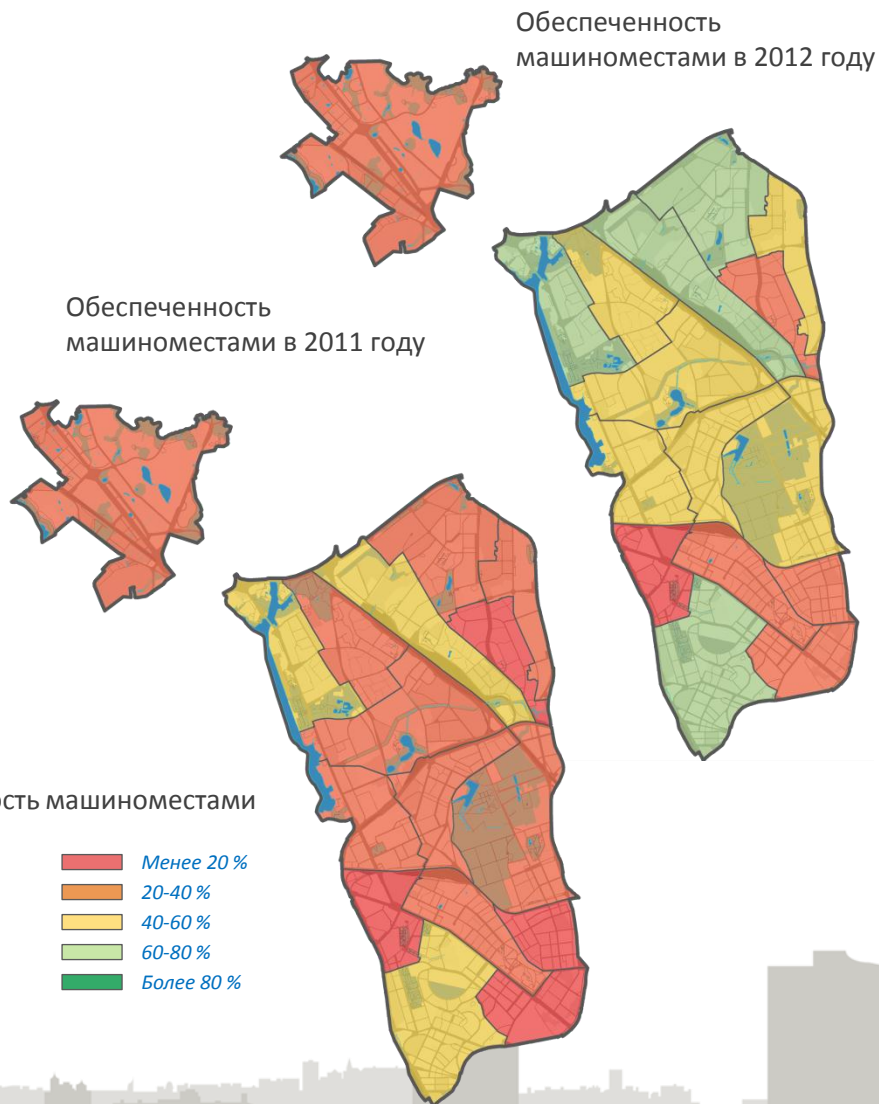 Обеспеченность
машиноместами в 2012 году
Обеспеченность
машиноместами в 2011 году
машиноместами
Менее 20 %
20-40 %
40-60 %
60-80 %
Более 80 %